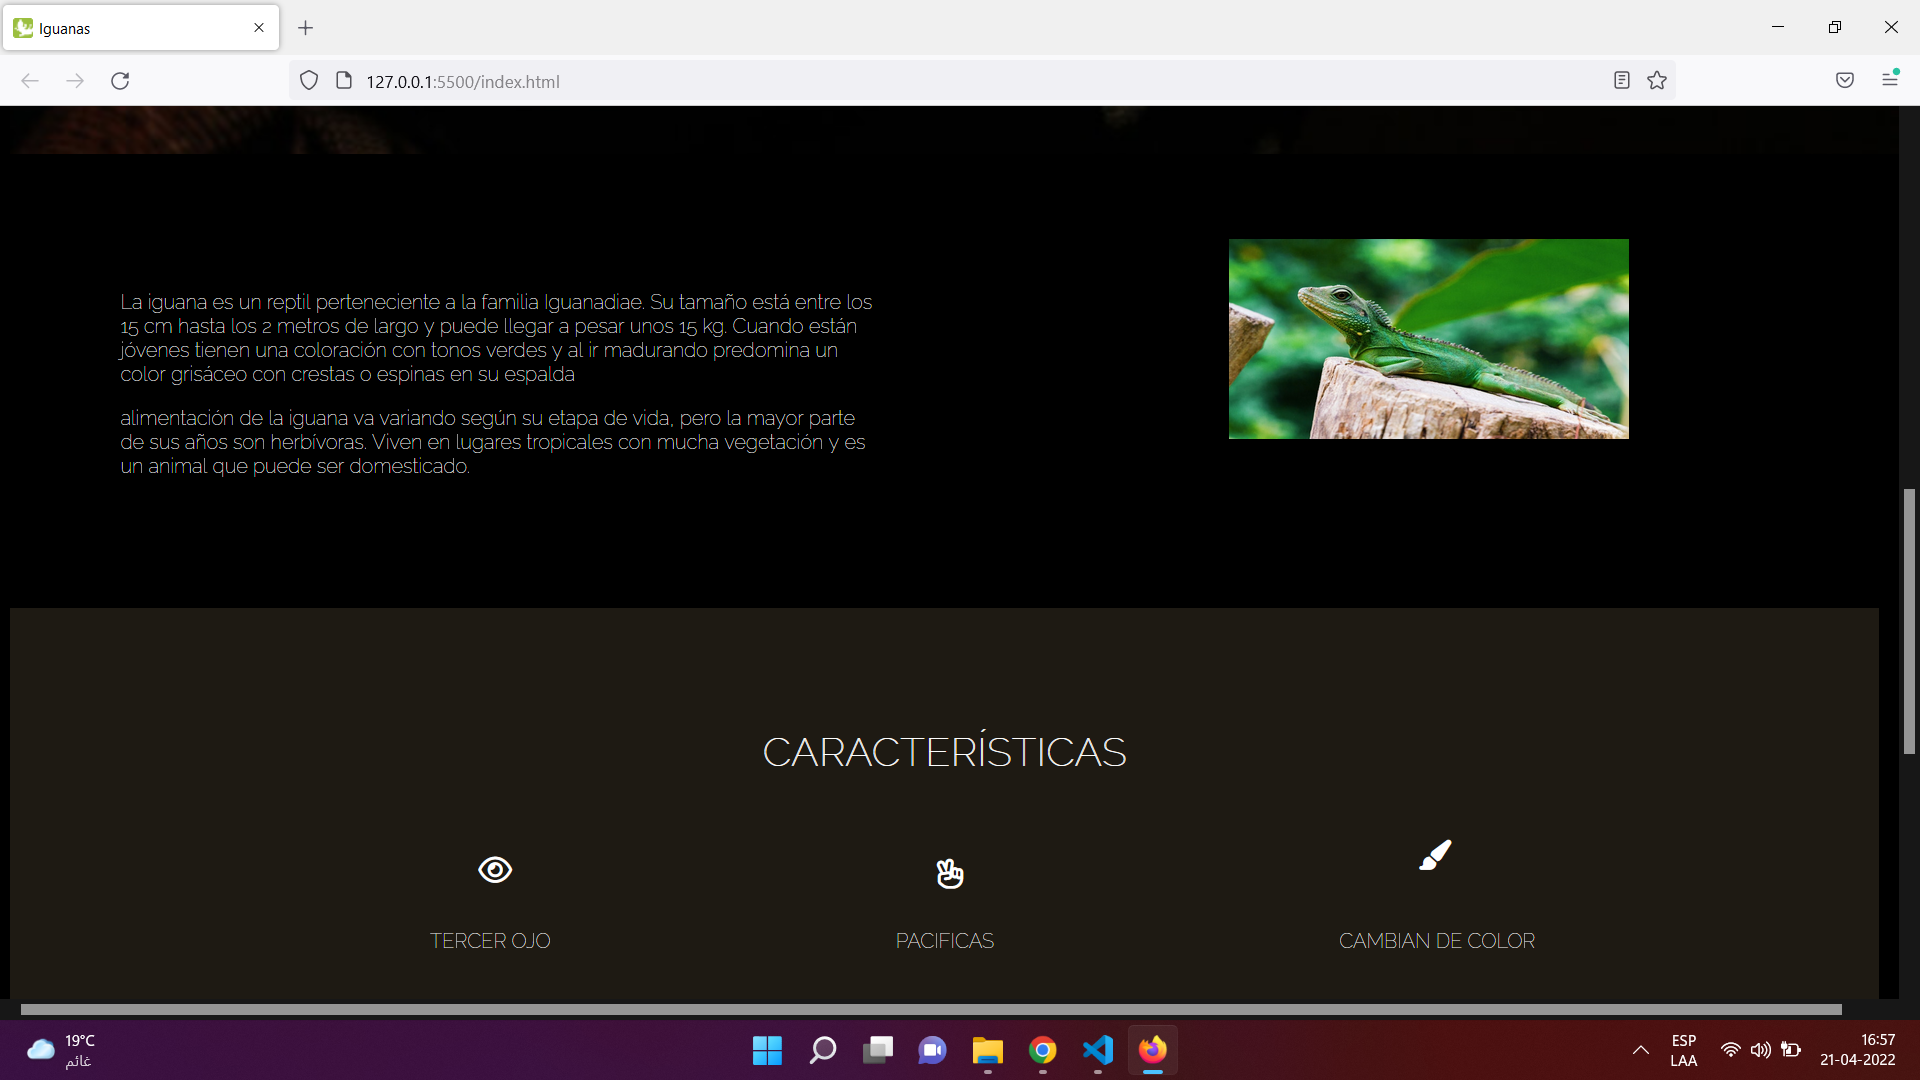 Iguanas
127.0.0.1:5500/index.html
La iguana es un reptil perteneciente a la familia Iguanadiae. Su tamaño está entre los
15 cm hasta los 2 metros de largo y puede llegar a pesar unos 15 kg. Cuando están
jóvenes tienen una coloración con tonos verdes y al ir madurando predomina un
color grisáceo con crestas o espinas en su espalda
alimentación de la iguana va variando según su etapa de vida, pero la mayor parte
de sus años son herbívoras. Viven en lugares tropicales con mucha vegetación y es
un animal que puede ser domesticado.
CARACTERÍSTICAS
TERCER OJO
PACIFICAS
CAMBIAN DE COLOR
19°C
غائم
ESP
LAA
16:57
21-04-2022